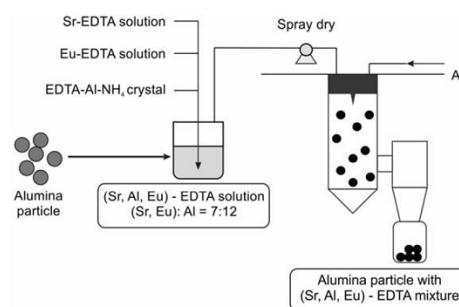 Sr-EDTA solution
Eu-EDTA solution
EDTA-Al-NH₄ crystal
Spray dry
A
Alumina
particle
(Sr, Al, Eu) - EDTA solution
(Sr, Eu): Al = 7:12
Alumina particle with
(Sr, Al, Eu) - EDTA mixture